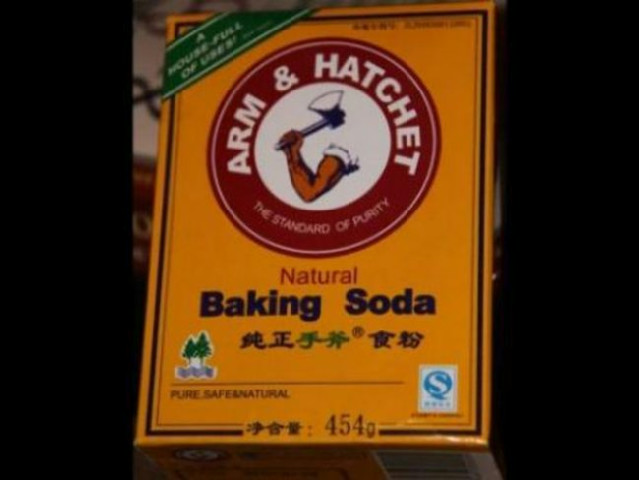 A
HOUSE-FULL
OF USES!
ARM & HATCHET
THE STANDARD OF PURITY
Natural
Baking Soda
纯正手斧®食粉
PURE,SAFE&NATURAL
净含量: 454g